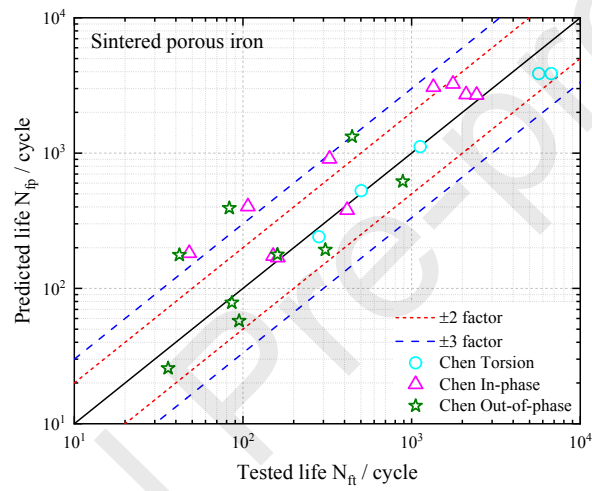 Sintered porous iron
Predicted life N_fp / cycle
10^4
10^3
10^2
10^1
±2 factor
±3 factor
Chen Torsion
Chen In-phase
Chen Out-of-phase
10^1 10^2 10^3 10^4
Tested life N_ft / cycle
Pre-p